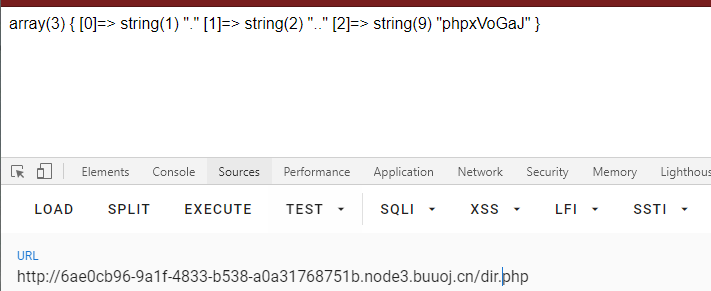 array(3) { [0]=> string(1) "." [1]=> string(2) ".." [2]=> string(9) "phpxVoGaJ" }
Elements Console Sources Performance Application Network Security Memory Lighthous
LOAD SPLIT EXECUTE TEST SQLI XSS LFI SSTI
URL
http://6ae0cb96-9a1f-4833-b538-a0a31768751b.node3.buuoj.cn/dir.php